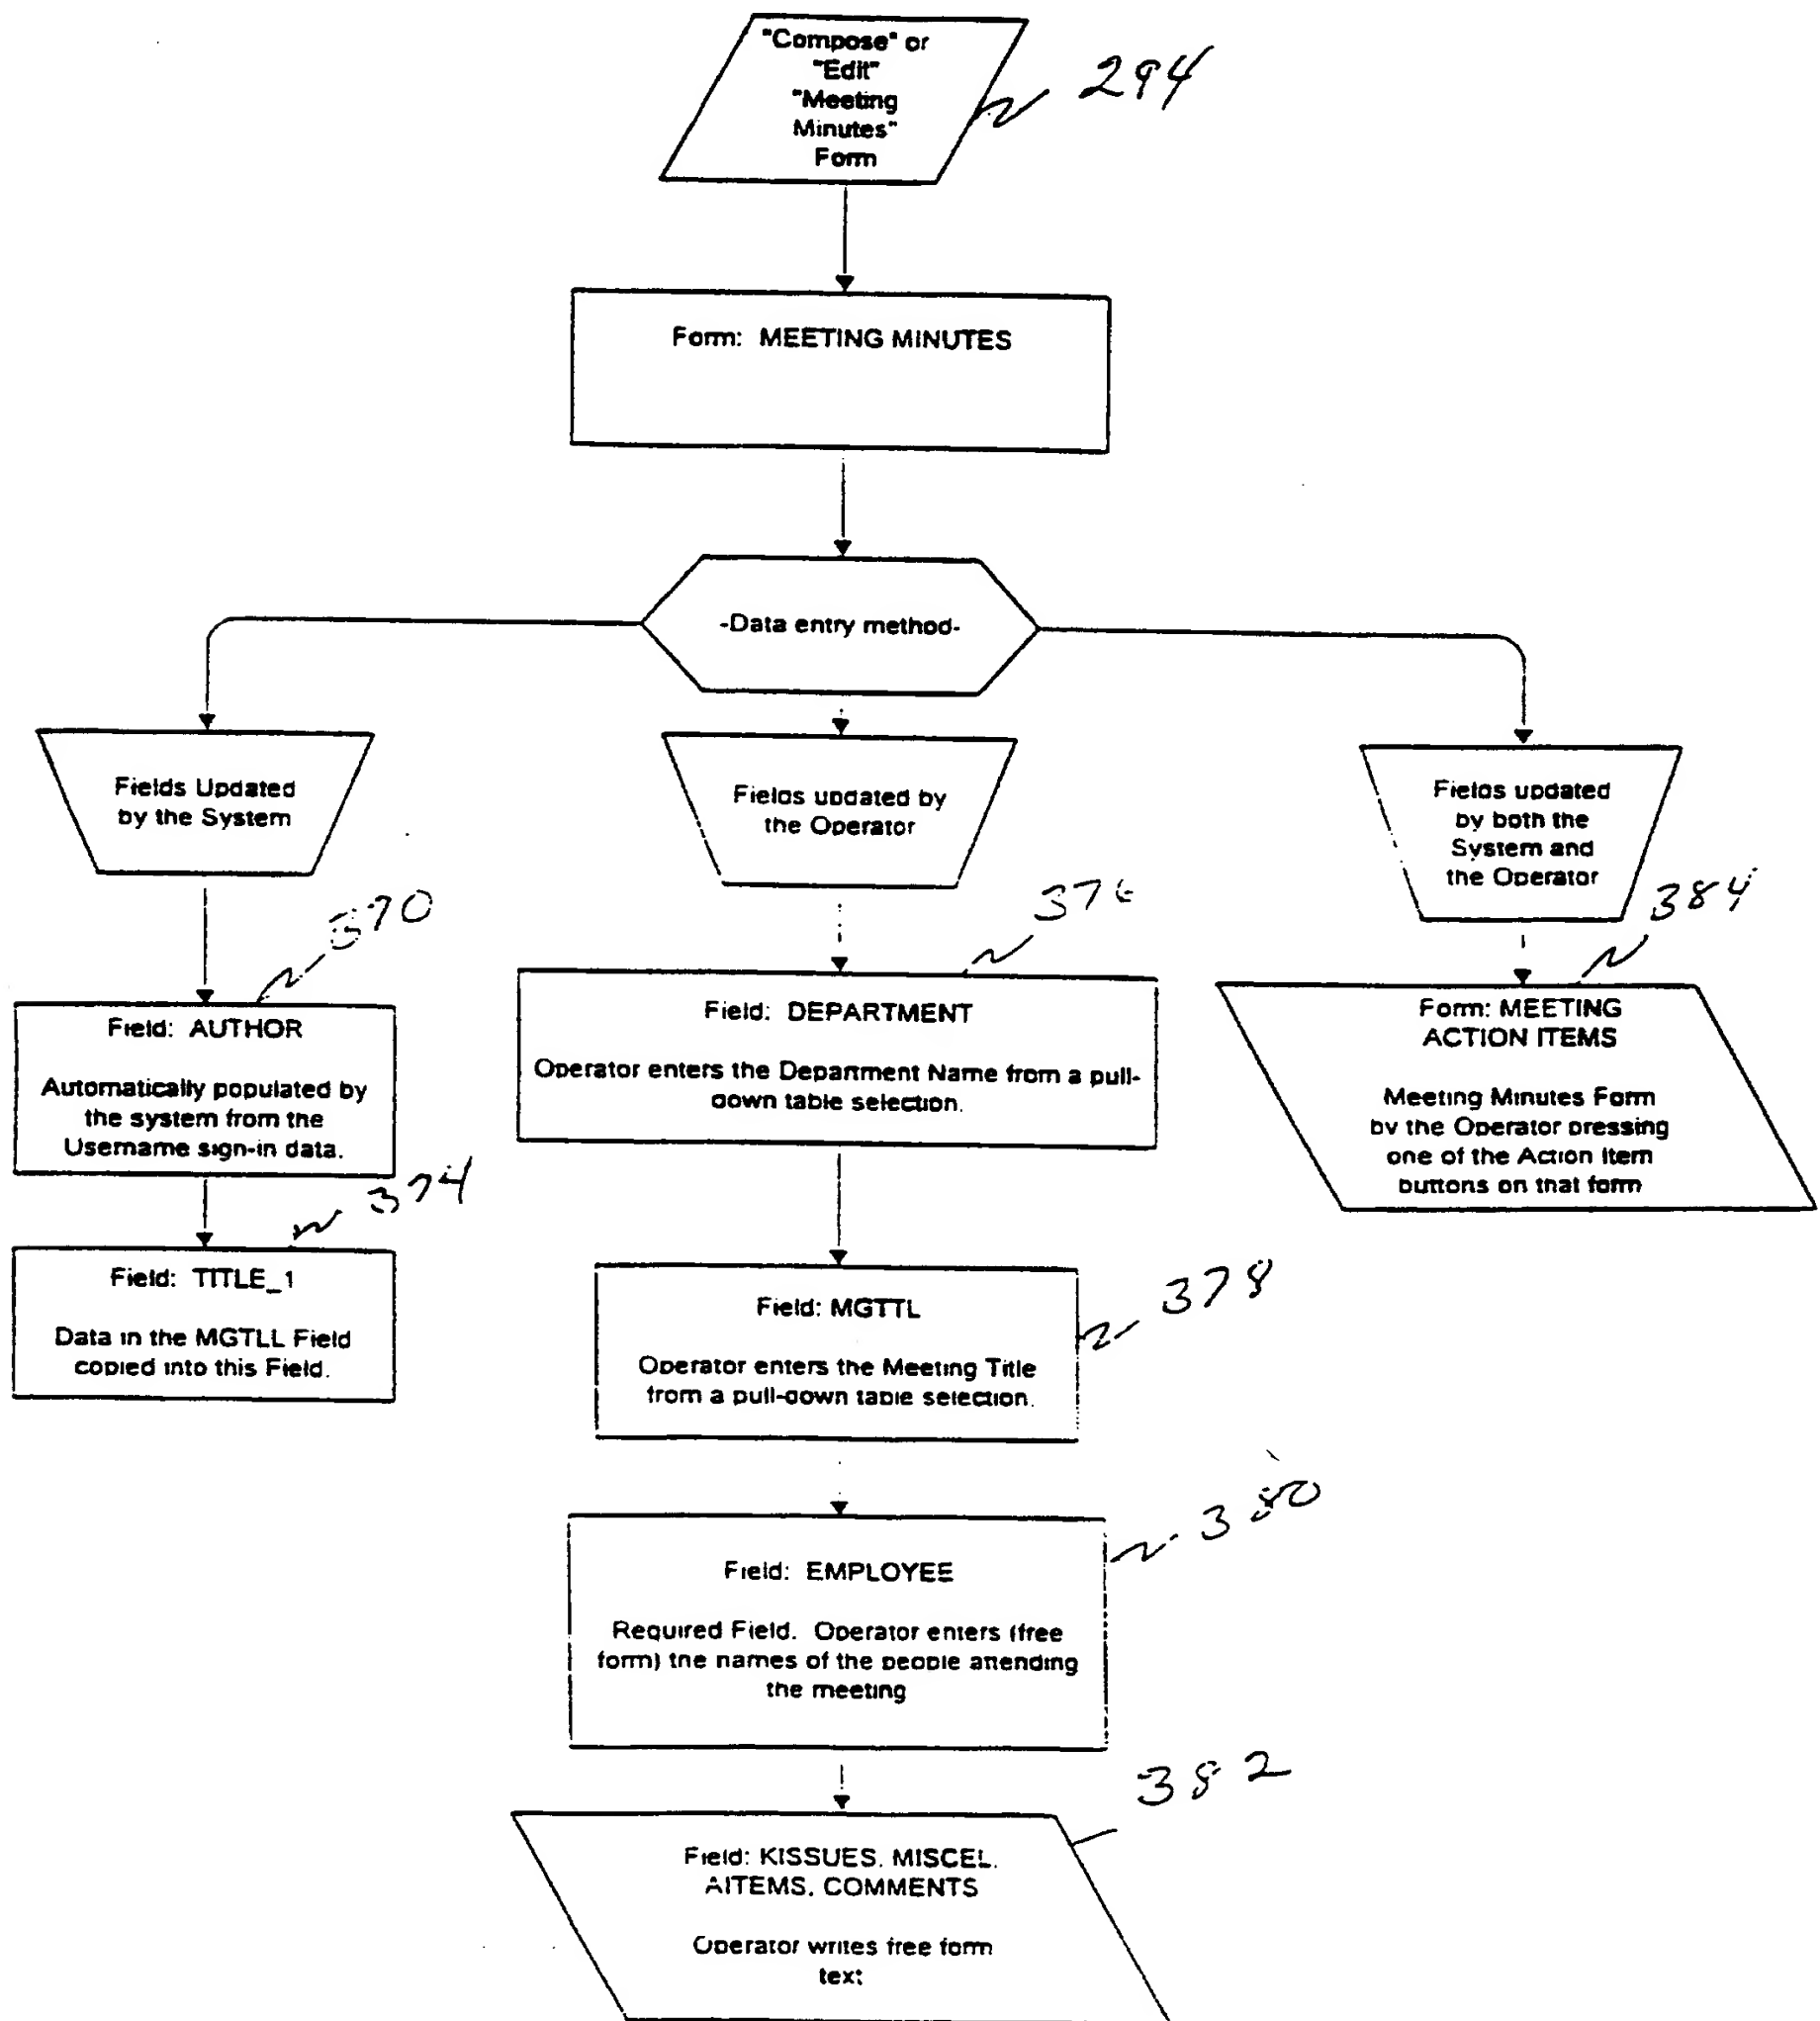 "Compose" or
"Edit"
"Meeting
Minutes"
Form
294
Form: MEETING MINUTES
-Data entry method-
Fields Updated
by the System
Fields updated by
the Operator
Fields updated
by both the
System and
the Operator
370
384
Field: AUTHOR
Automatically populated by
the system from the
Username sign-in data.
374
Field: TITLE_1
Data in the MGTLL Field
copied into this Field.
Field: DEPARTMENT
Operator enters the Department Name from a pull-
down table selection.
Field: MGTTL
Operator enters the Meeting Title
from a pull-down table selection.
378
Field: EMPLOYEE
Required Field. Operator enters (free
form) the names of the people attending
the meeting
380
Field: KISSUES, MISCEL,
AITEMS, COMMENTS
Operator writes free form
text
382
Form: MEETING
ACTION ITEMS
Meeting Minutes Form
by the Operator pressing
one of the Action Item
buttons on that form